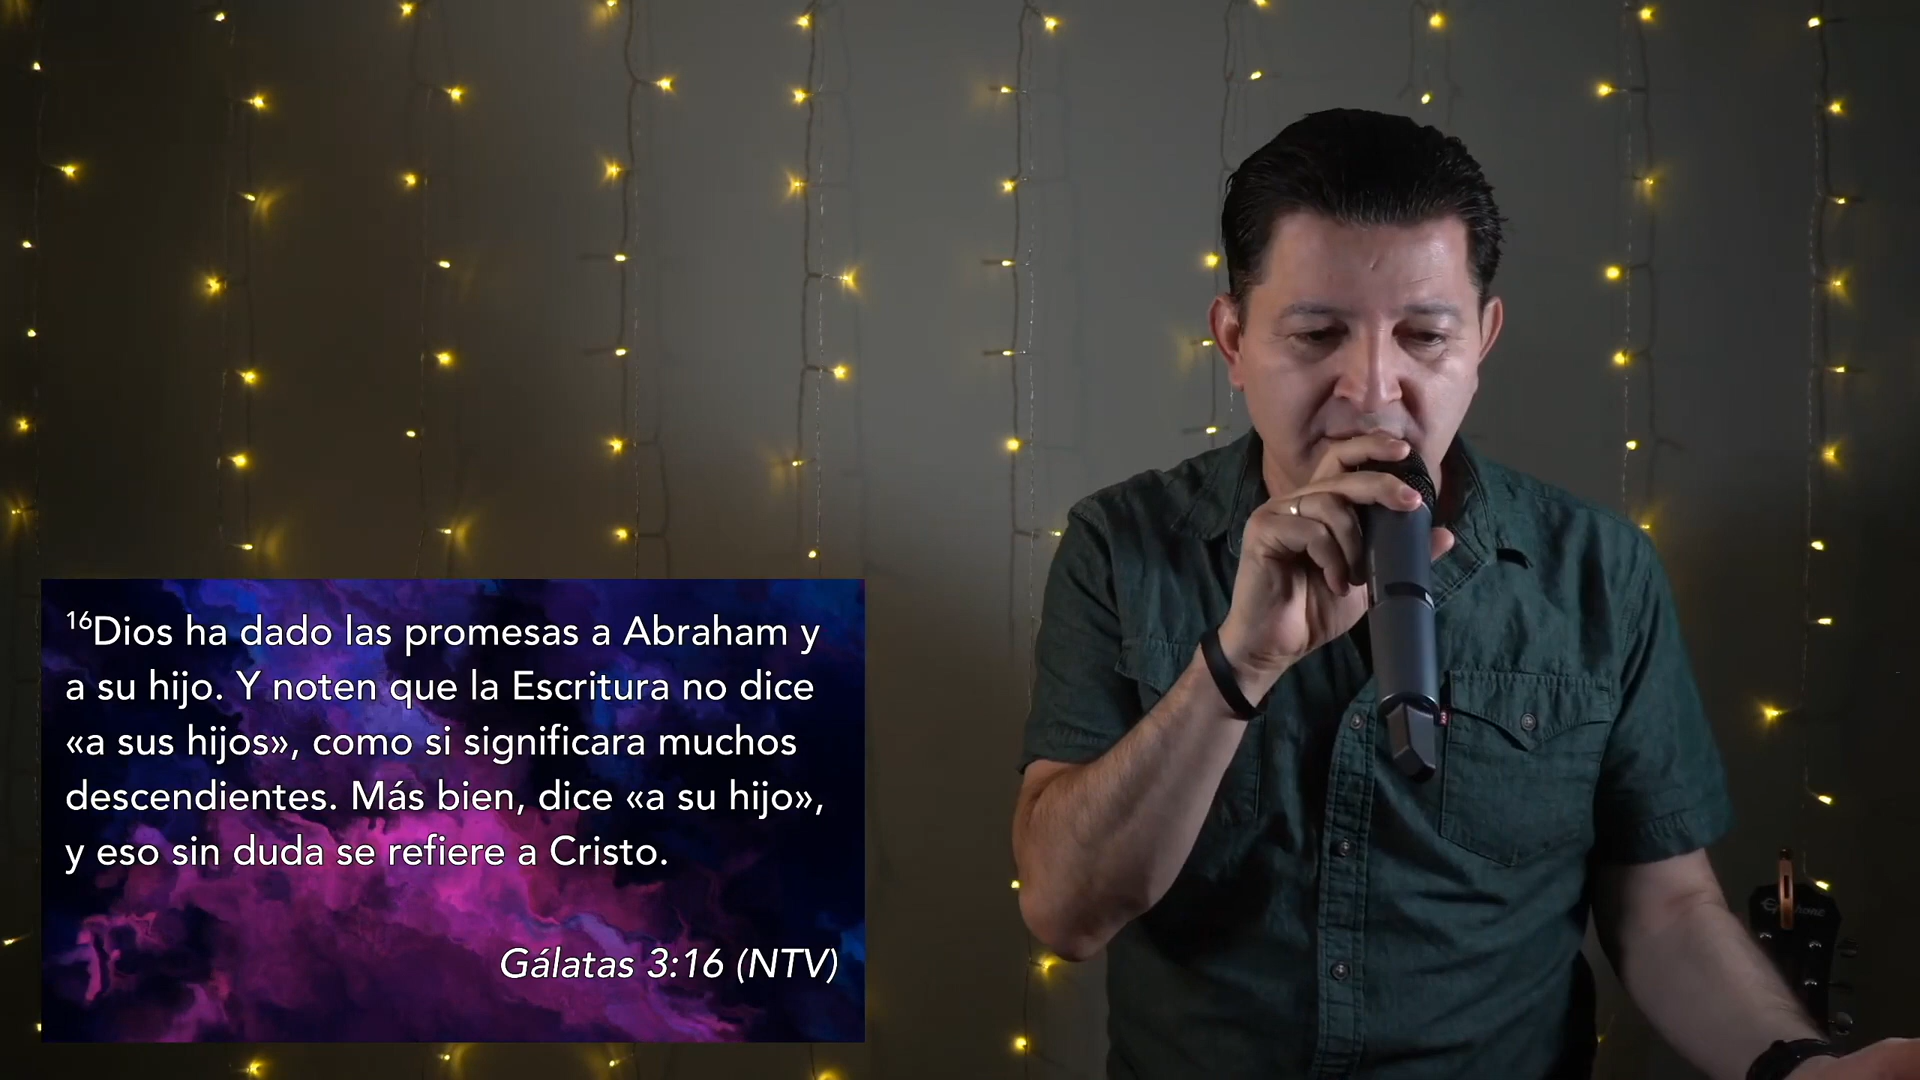 ¹⁶Dios ha dado las promesas a Abraham y
a su hijo. Y noten que la Escritura no dice
«a sus hijos», como si significara muchos
descendientes. Más bien, dice «a su hijo»,
y eso sin duda se refiere a Cristo.
Gálatas 3:16 (NTV)
Epiphone